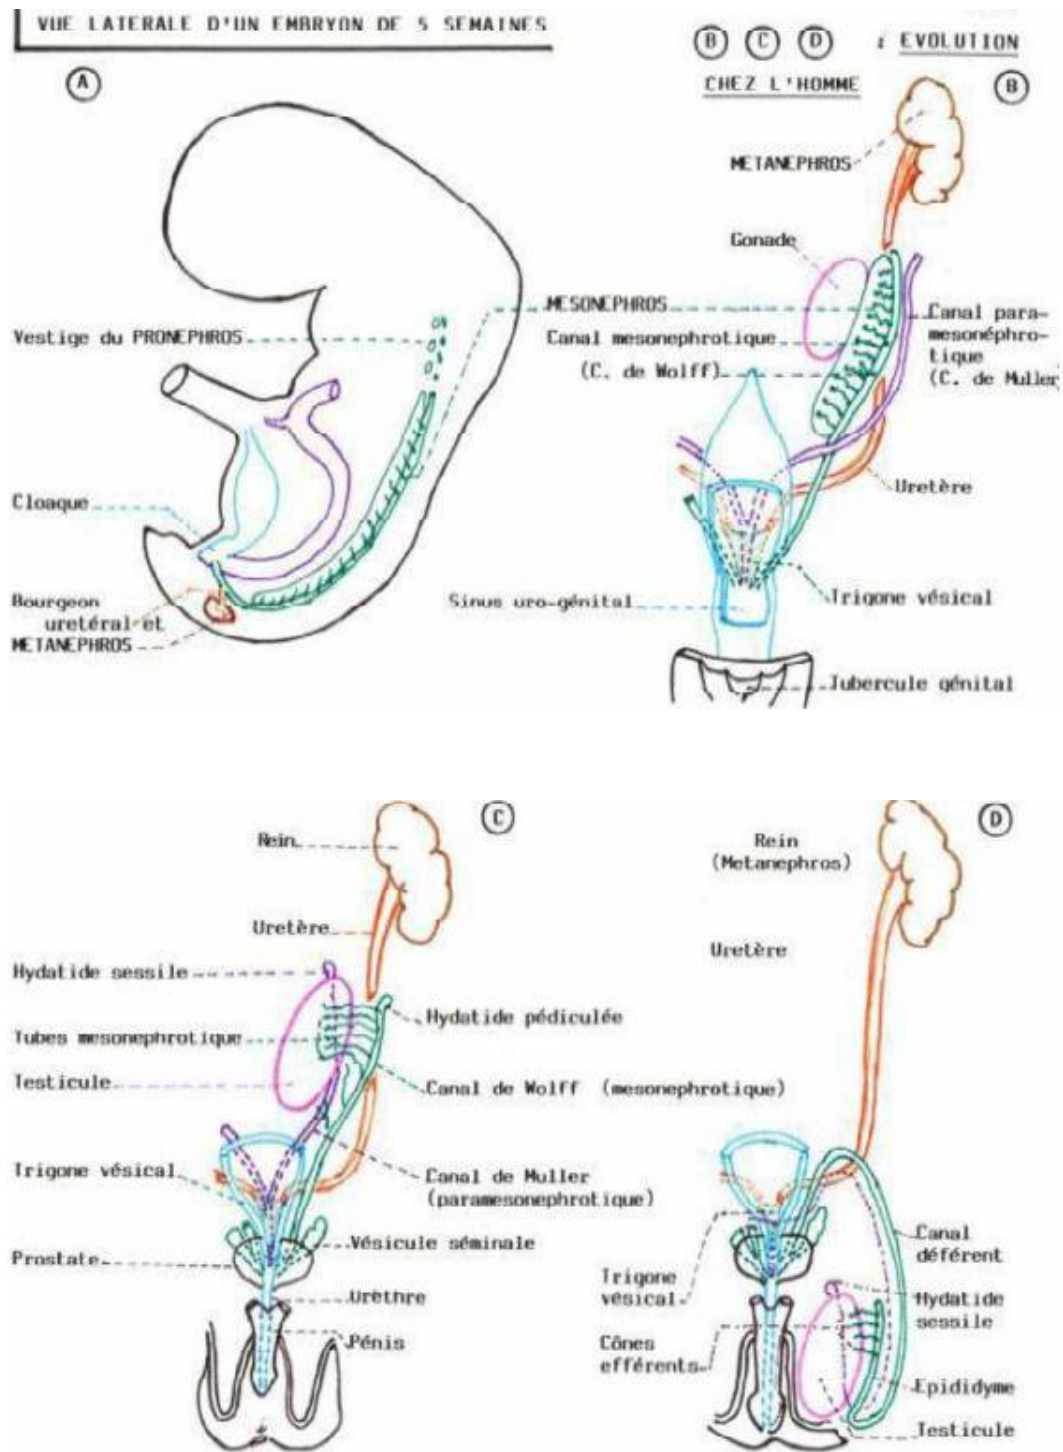 VUE LATERALE D'UN EMBRYON DE 5 SEMAINES
A
B C D : EVOLUTION
CHEZ L'HOMME
B
METANEPHROS
Gonade
MESONEPHROS
Vestige du PRONEPHROS
Canal mesonephrotique
(C. de Wolff)
Canal para-
mesonéphro-
tique
(C. de Muller
Cloaque
Uretère
Bourgeon
uretéral et
METANEPHROS
Sinus uro-génital
Trigone vésical
Tubercule génital
C
Rein
Uretère
Hydatide sessile
Hydatide pédiculée
Tubes mesonephrotique
Testicule
Canal de Wolff (mesonephrotique)
Trigone vésical
Canal de Muller
(paramesonephrotique)
Vésicule séminale
Prostate
Urèthre
Pénis
D
Rein
(Metanephros)
Uretère
Canal
déférent
Trigone
vésical
Hydatide
sessile
Cônes
efférents
Epididyme
Testicule